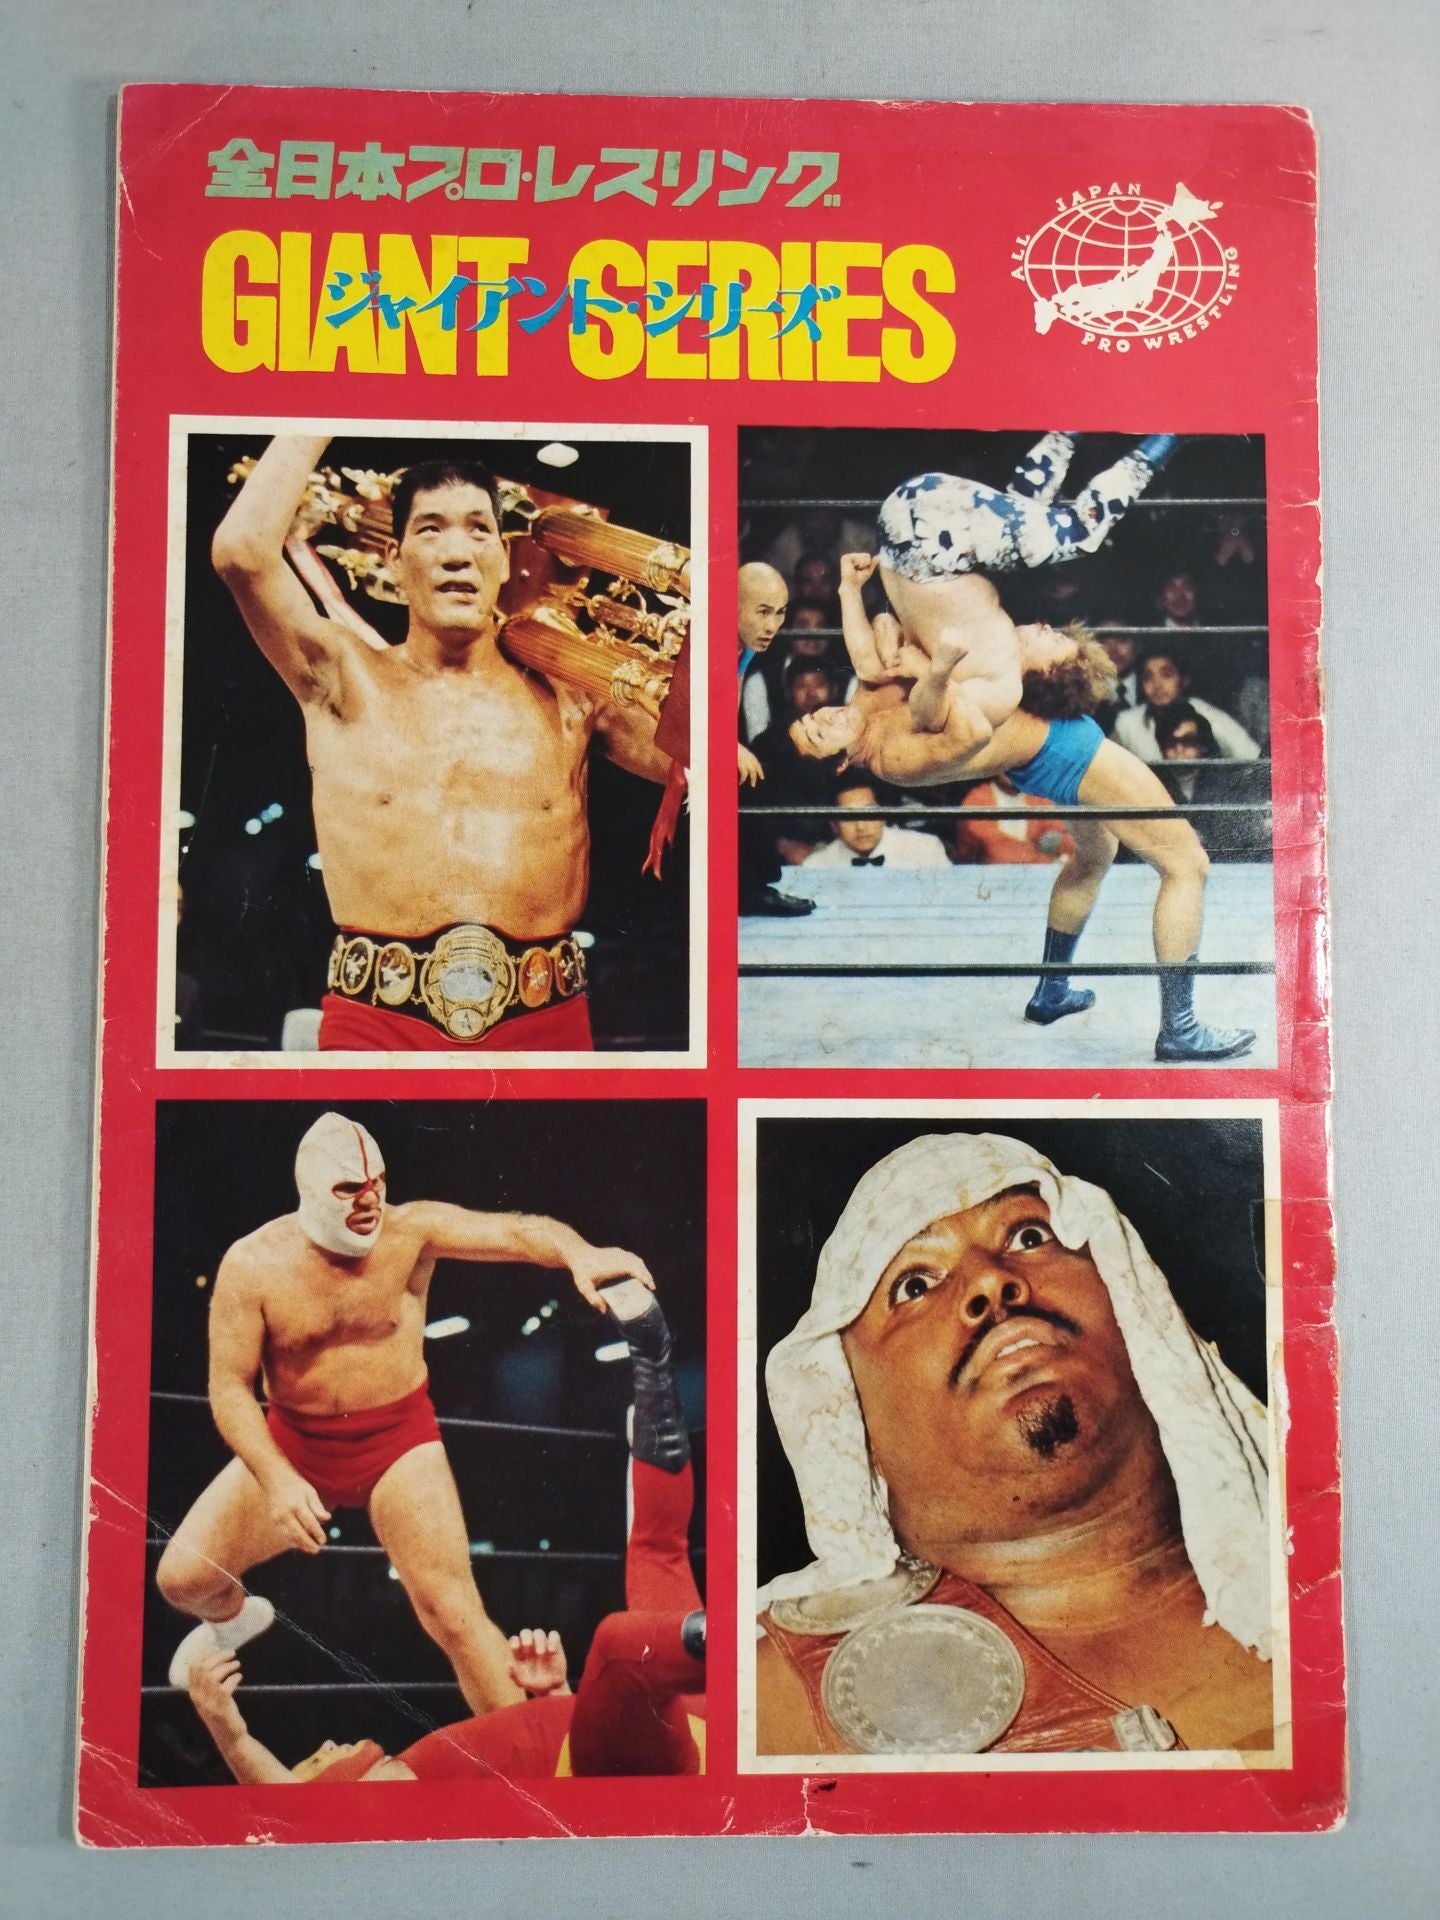 全日本プロ・レスリング
GIANT SERIES
ジャイアント・シリーズ
ALL JAPAN
PRO WRESTLING